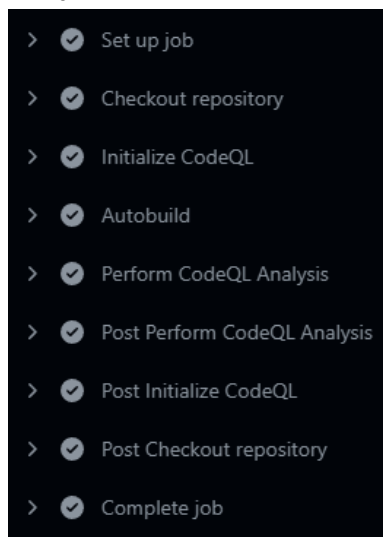 Set up job
Checkout repository
Initialize CodeQL
Autobuild
Perform CodeQL Analysis
Post Perform CodeQL Analysis
Post Initialize CodeQL
Post Checkout repository
Complete job